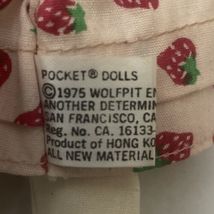 POCKET® DOLLS
©1975 WOLFPIT EN
ANOTHER DETERMIN
SAN FRANCISCO, CA
Reg. No. CA. 16133-
Product of HONG KO
ALL NEW MATERIAL